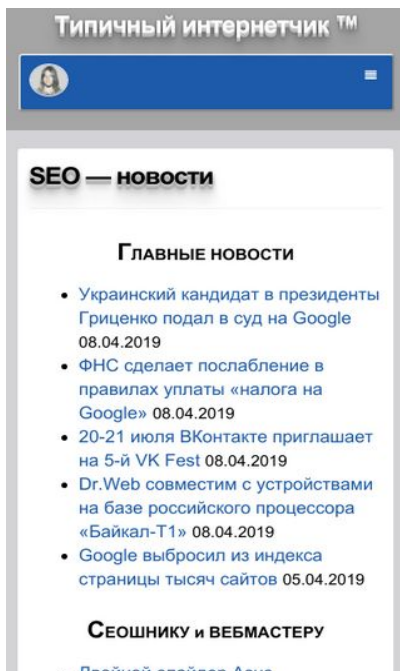 Типичный интернетчик ™
SEO — новости
Главные новости
Украинский кандидат в президенты
Гриценко подал в суд на Google
08.04.2019
ФНС сделает послабление в
правилах уплаты «налога на
Google» 08.04.2019
20-21 июля ВКонтакте приглашает
на 5-й VK Fest 08.04.2019
Dr.Web совместим с устройствами
на базе российского процессора
«Байкал-Т1» 08.04.2019
Google выбросил из индекса
страницы тысяч сайтов 05.04.2019
Сеошнику и вебмастеру